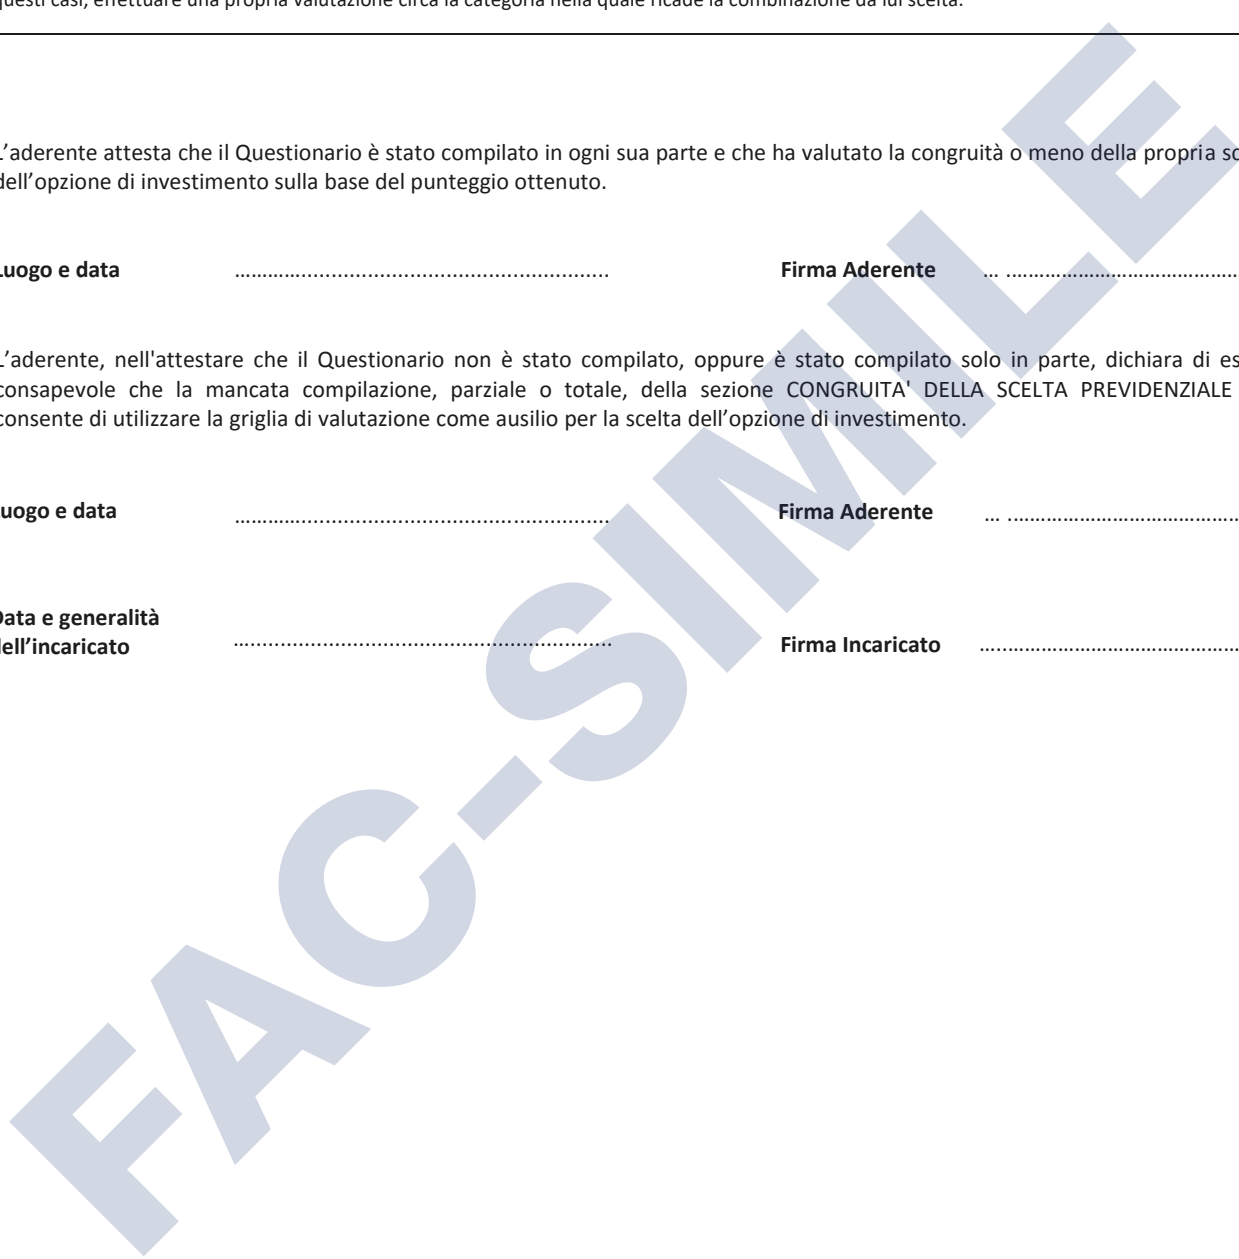 questi casi, effettuare una propria valutazione circa la categoria nella quale ricade la combinazione da lui scelta.
L'aderente attesta che il Questionario è stato compilato in ogni sua parte e che ha valutato la congruità o meno della propria
dell'opzione di investimento sulla base del punteggio ottenuto.
Luogo e data ............................................................ Firma Aderente ... ............................................
L'aderente, nell'attestare che il Questionario non è stato compilato, oppure è stato compilato solo in parte, dichiara di
consapevole che la mancata compilazione, parziale o totale, della sezione CONGRUITA' DELLA SCELTA PREVIDENZIALE
consente di utilizzare la griglia di valutazione come ausilio per la scelta dell'opzione di investimento.
Luogo e data ............................................................ Firma Aderente ... ............................................
Data e generalità
dell'incaricato ............................................................ Firma Incaricato ................................................
FAC-SIMILE